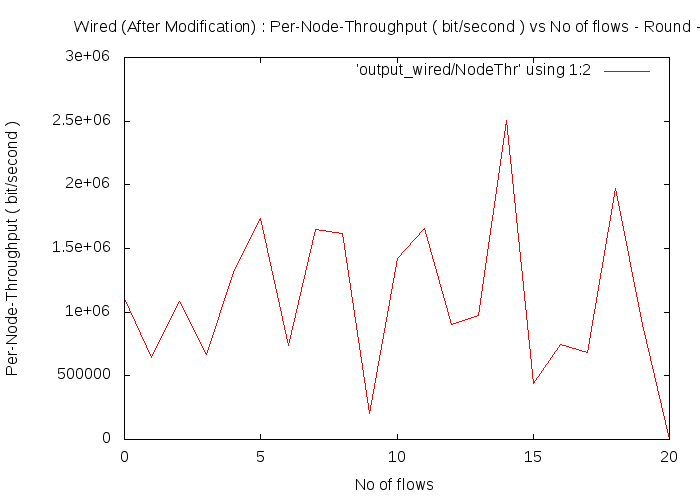 Wired (After Modification) : Per-Node-Throughput ( bit/second ) vs No of flows - Round -
'output_wired/NodeThr' using 1:2
3e+06
2.5e+06
2e+06
1.5e+06
1e+06
500000
0
Per-Node-Throughput ( bit/second )
0 5 10 15 20
No of flows